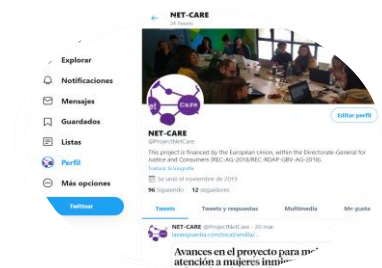 NET-CARE
24 Tweets
Explorar
Notificaciones
Mensajes
Guardados
Listas
Perfil
Más opciones
Twittear
net
Care
Editar perfil
NET-CARE
@ProjectNetCare
This project is financed by the European Union, within the Directorate-General for
Justice and Consumers (REC-AG-2018/REC-RDAP-GBV-AG-2018).
Traducir la biografía
Se unió el noviembre de 2019
96 Siguiendo 12 seguidores
Tweets Tweets y respuestas Multimedia Me gusta
NET-CARE @ProjectNetCare · 20 mar.
lavanguardia.com/local/sevilla/...
Avances en el proyecto para
atención a mujeres